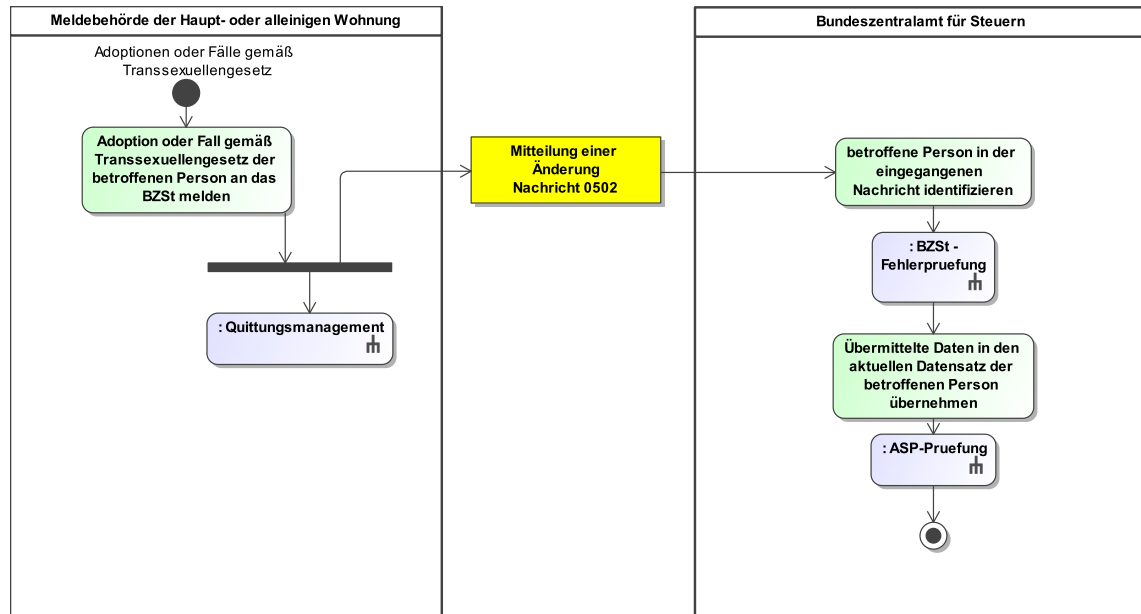 Meldebehörde der Haupt- oder alleinigen Wohnung
Adoptionen oder Fälle gemäß
Transsexuellengesetz
Adoption oder Fall gemäß
Transsexuellengesetz der
betroffenen Person an das
BZSt melden
: Quittungsmanagement
Mitteilung einer
Änderung
Nachricht 0502
Bundeszentralamt für Steuern
betroffene Person in der
eingegangenen
Nachricht identifizieren
: BZSt -
Fehlerpruefung
Übermittelte Daten in den
aktuellen Datensatz der
betroffenen Person
übernehmen
: ASP-Pruefung